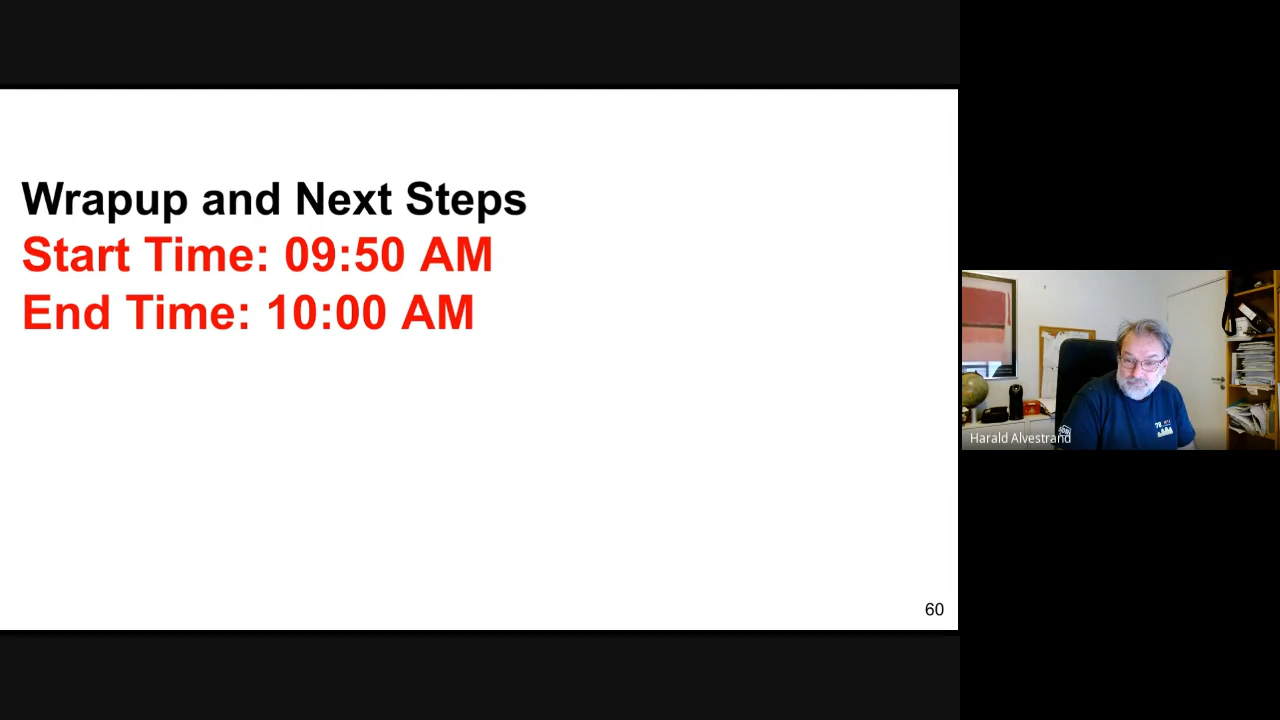 Wrapup and Next Steps
Start Time: 09:50 AM
End Time: 10:00 AM
60
Harald Alvestrand